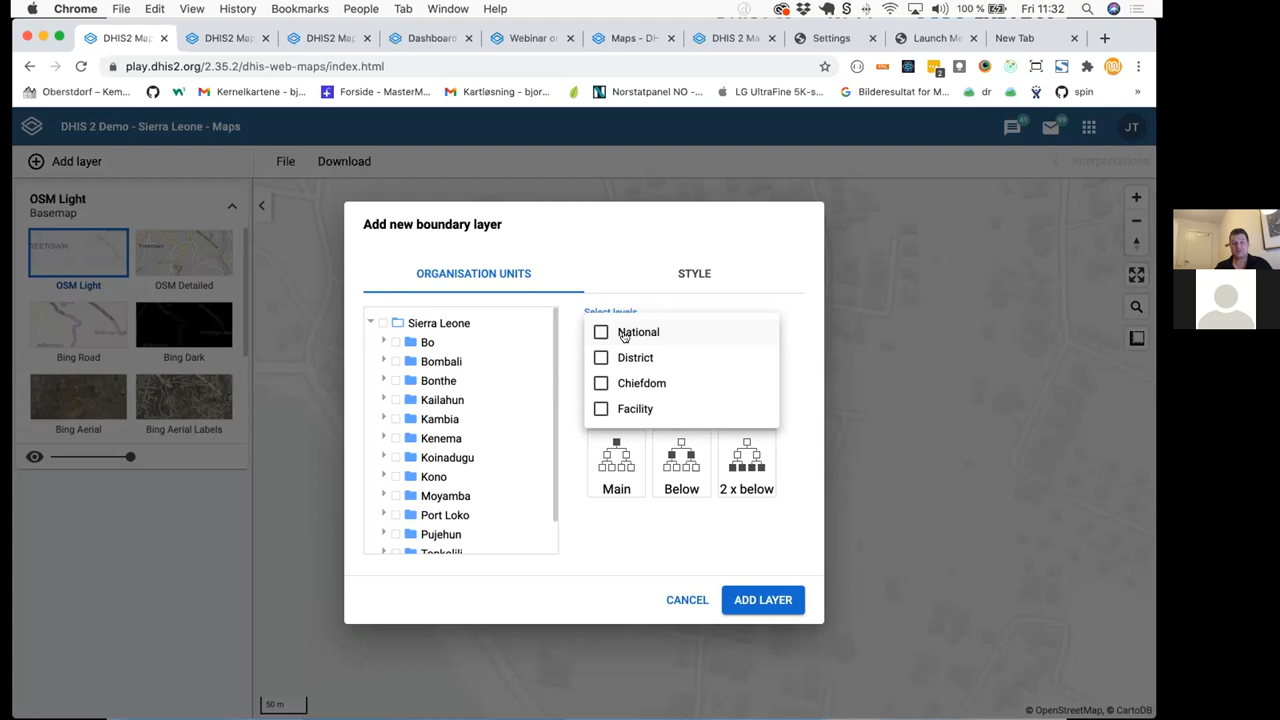 Chrome File Edit View History Bookmarks People Tab Window Help 100 % Fri 11:32
DHIS2 Map DHIS2 Map DHIS2 Map Dashboard Webinar o Maps - DH DHIS 2 Ma Settings Launch Me New Tab
play.dhis2.org/2.35.2/dhis-web-maps/index.html
Oberstdorf – Kem... Kernelkartene - bj... Forside - MasterM... Kartløsning - bjor... Norstatpanel NO -... LG UltraFine 5K-s... Bilderesultat for M... dr spin »
DHIS 2 Demo - Sierra Leone - Maps
JT
Add layer File Download Interpretations
OSM Light
Basemap
OSM Light OSM Detailed
Bing Road Bing Dark
Bing Aerial Bing Aerial Labels
Add new boundary layer
ORGANISATION UNITS STYLE
Sierra Leone
Bo
Bombali
Bonthe
Kailahun
Kambia
Kenema
Koinadugu
Kono
Moyamba
Port Loko
Pujehun
Tonkolili
Select levels
National
District
Chiefdom
Facility
Main Below 2 x below
CANCEL ADD LAYER
50 m
© OpenStreetMap, © CartoDB